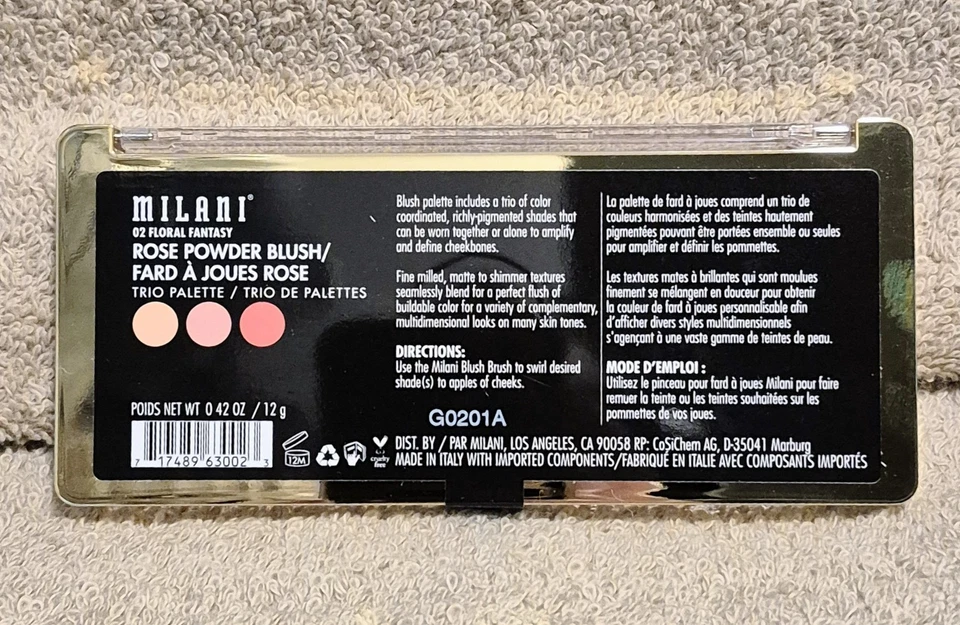 MILANI®
02 FLORAL FANTASY
ROSE POWDER BLUSH/
FARD À JOUES ROSE
TRIO PALETTE / TRIO DE PALETTES
POIDS NET WT 0 42 OZ / 12 g
7 17489 63002 3
Blush palette includes a trio of color
coordinated, richly-pigmented shades that
can be worn together or alone to amplify
and define cheekbones.
Fine milled, matte to shimmer textures
seamlessly blend for a perfect flush of
buildable color for a variety of complementary,
multidimensional looks on many skin tones.
DIRECTIONS:
Use the Milani Blush Brush to swirl desired
shade(s) to apples of cheeks.
G0201A
La palette de fard à joues comprend un trio de
couleurs harmonisées et des teintes hautement
pigmentées pouvant être portées ensemble ou seules
pour amplifier et définir les pommettes.
Les textures mates à brillantes qui sont moulues
finement se mélangent en douceur pour obtenir
la couleur de fard à joues personnalisable afin
d'afficher divers styles multidimensionnels
s'agençant à une vaste gamme de teintes de peau.
MODE D'EMPLOI :
Utilisez le pinceau pour fard à joues Milani pour faire
remuer la teinte ou les teintes souhaitées sur les
pommettes de vos joues.
12M
cruelty
free
DIST. BY / PAR MILANI, LOS ANGELES, CA 90058 RP: CoSiChem AG, D-35041 Marburg
MADE IN ITALY WITH IMPORTED COMPONENTS/FABRIQUÉ EN ITALIE AVEC COMPOSANTS IMPORTÉS